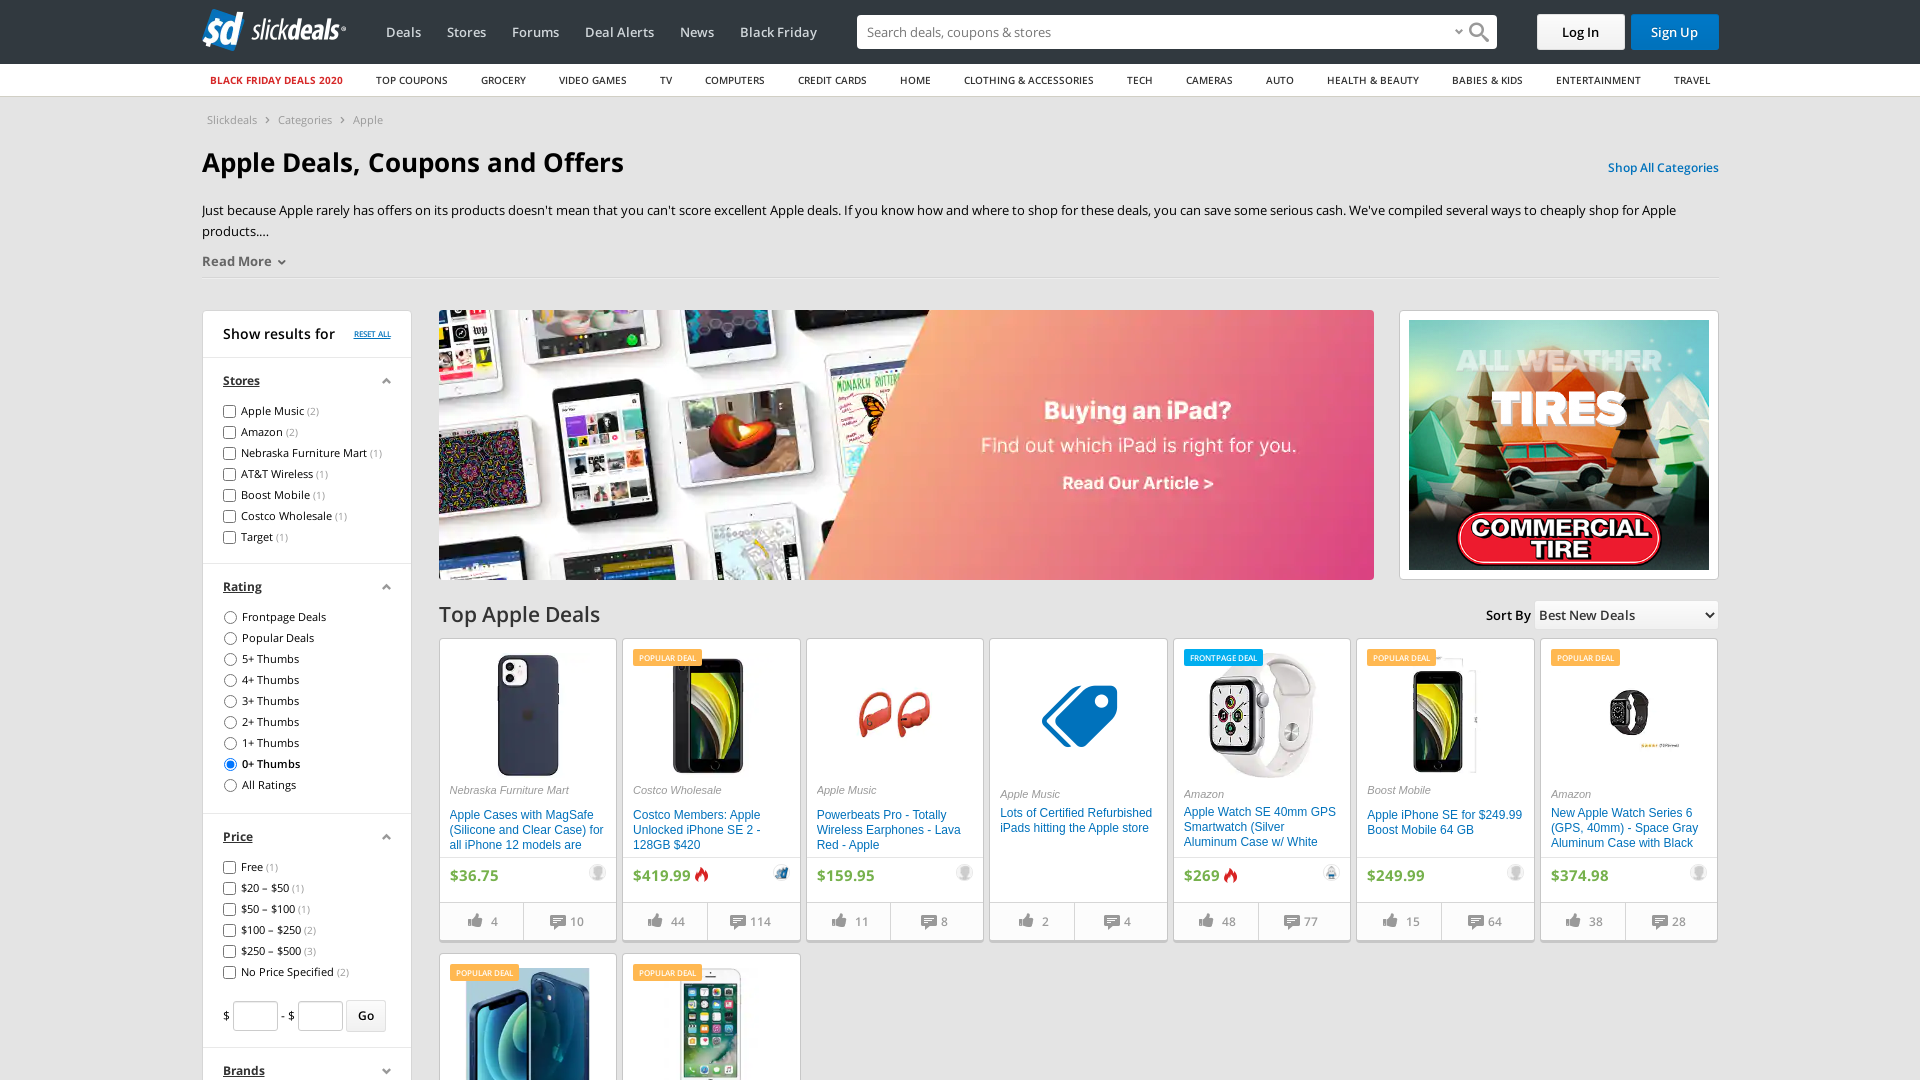 sd slickdeals
Deals
Stores
Forums
Deal Alerts
News
Black Friday
Search deals, coupons & stores
Log In
Sign Up
BLACK FRIDAY DEALS 2020
TOP COUPONS
GROCERY
VIDEO GAMES
TV
COMPUTERS
CREDIT CARDS
HOME
CLOTHING & ACCESSORIES
TECH
CAMERAS
AUTO
HEALTH & BEAUTY
BABIES & KIDS
ENTERTAINMENT
TRAVEL
Slickdeals > Categories > Apple
Apple Deals, Coupons and Offers
Shop All Categories
Just because Apple rarely has offers on its products doesn't mean that you can't score excellent Apple deals. If you know how and where to shop for these deals, you can save some serious cash. We've compiled several ways to cheaply shop for Apple
products.…
Read More
Show results for
RESET ALL
Stores
Apple Music (2)
Amazon (2)
Nebraska Furniture Mart (1)
AT&T Wireless (1)
Boost Mobile (1)
Costco Wholesale (1)
Target (1)
Rating
Frontpage Deals
Popular Deals
5+ Thumbs
4+ Thumbs
3+ Thumbs
2+ Thumbs
1+ Thumbs
0+ Thumbs
All Ratings
Price
Free (1)
$20 – $50 (1)
$50 – $100 (1)
$100 – $250 (2)
$250 – $500 (3)
No Price Specified (2)
$ - $ Go
Brands
MONARCH BUTTERF
Buying an iPad?
Find out which iPad is right for you.
Read Our Article >
ALL WEATHER
TIRES
COMMERCIAL
TIRE
Top Apple Deals
Sort By Best New Deals
Nebraska Furniture Mart
Apple Cases with MagSafe
(Silicone and Clear Case) for
all iPhone 12 models are
$36.75
4
10
POPULAR DEAL
Costco Wholesale
Costco Members: Apple
Unlocked iPhone SE 2 -
128GB $420
$419.99
44
114
Apple Music
Powerbeats Pro - Totally
Wireless Earphones - Lava
Red - Apple
$159.95
11
8
Apple Music
Lots of Certified Refurbished
iPads hitting the Apple store
2
4
FRONTPAGE DEAL
Amazon
Apple Watch SE 40mm GPS
Smartwatch (Silver
Aluminum Case w/ White
$269
48
77
POPULAR DEAL
Boost Mobile
Apple iPhone SE for $249.99
Boost Mobile 64 GB
$249.99
15
64
POPULAR DEAL
Amazon
New Apple Watch Series 6
(GPS, 40mm) - Space Gray
Aluminum Case with Black
$374.98
38
28
POPULAR DEAL
POPULAR DEAL